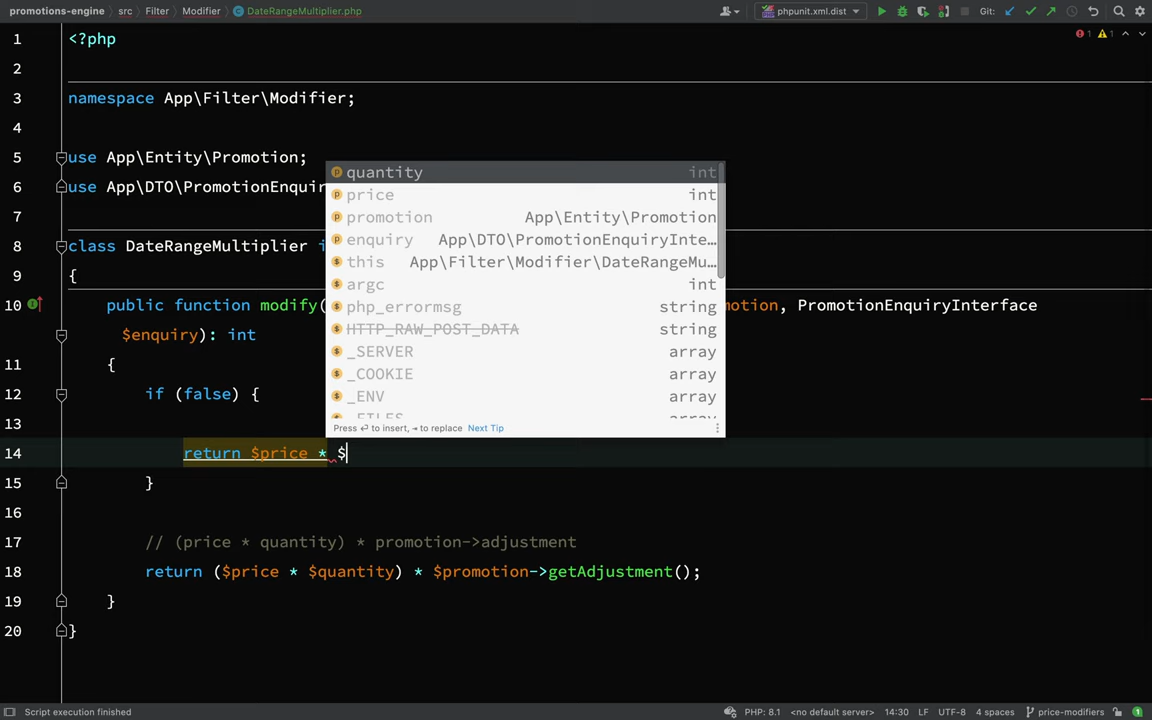 promotions-engine src Filter Modifier DateRangeMultiplier.php phpunit.xml.dist Git:
1 <?php 1 1
2
3 namespace App\Filter\Modifier;
4
5 use App\Entity\Promotion;
6 use App\DTO\PromotionEnquir
7
8 class DateRangeMultiplier i
9 {
10 public function modify( motion, PromotionEnquiryInterface
$enquiry): int
11 {
12 if (false) {
13
14 return $price * $
15 }
16
17 // (price * quantity) * promotion->adjustment
18 return ($price * $quantity) * $promotion->getAdjustment();
19 }
20 }
quantity int
price int
promotion App\Entity\Promotion
enquiry App\DTO\PromotionEnquiryInte…
this App\Filter\Modifier\DateRangeMu…
argc int
php_errormsg string
HTTP_RAW_POST_DATA string
_SERVER array
_COOKIE array
_ENV array
_FILES array
Press ↵ to insert, ⇥ to replace Next Tip
Script execution finished PHP: 8.1 <no default server> 14:30 LF UTF-8 4 spaces price-modifiers 1